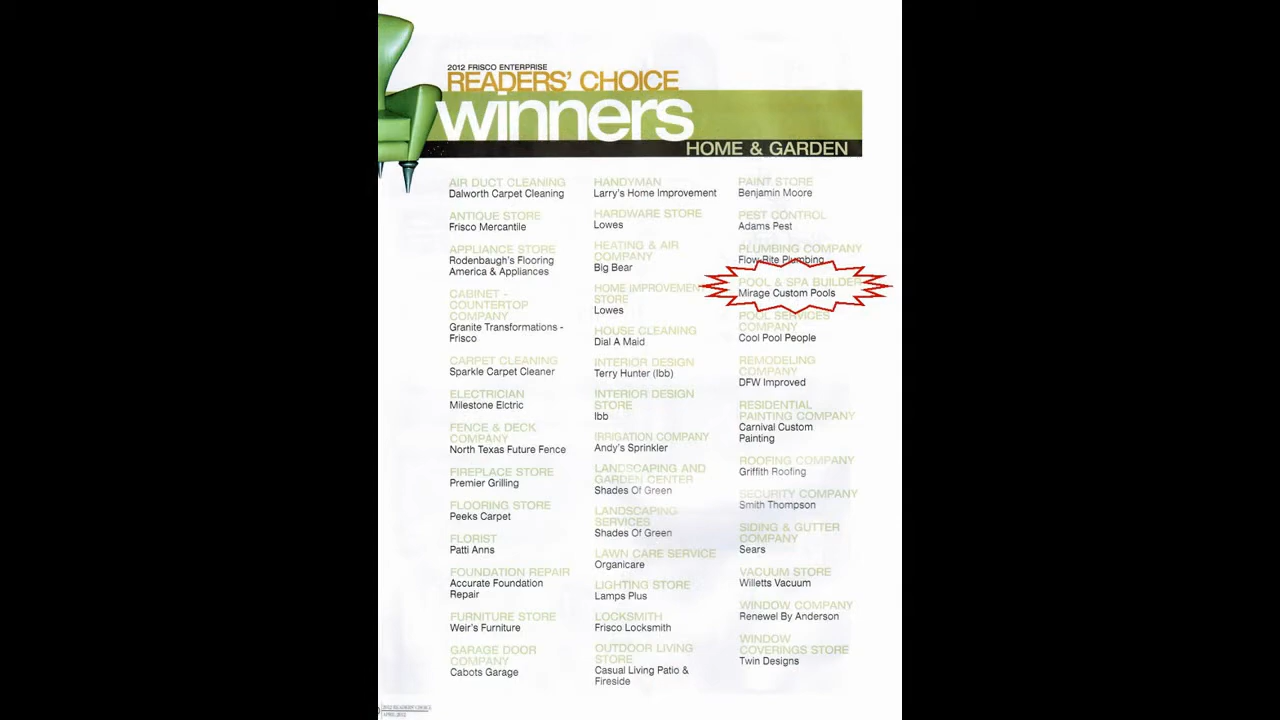 2012 FRISCO ENTERPRISE
READERS' CHOICE
winners
HOME & GARDEN
AIR DUCT CLEANING
Dalworth Carpet Cleaning
ANTIQUE STORE
Frisco Mercantile
APPLIANCE STORE
Rodenbaugh's Flooring
America & Appliances
CABINET -
COUNTERTOP
COMPANY
Granite Transformations -
Frisco
CARPET CLEANING
Sparkle Carpet Cleaner
ELECTRICIAN
Milestone Elctric
FENCE & DECK
COMPANY
North Texas Future Fence
FIREPLACE STORE
Premier Grilling
FLOORING STORE
Peeks Carpet
FLORIST
Patti Anns
FOUNDATION REPAIR
Accurate Foundation
Repair
FURNITURE STORE
Weir's Furniture
GARAGE DOOR
COMPANY
Cabots Garage
HANDYMAN
Larry's Home Improvement
HARDWARE STORE
Lowes
HEATING & AIR
COMPANY
Big Bear
HOME IMPROVEMENT
STORE
Lowes
HOUSE CLEANING
Dial A Maid
INTERIOR DESIGN
Terry Hunter (Ibb)
INTERIOR DESIGN
STORE
Ibb
IRRIGATION COMPANY
Andy's Sprinkler
LANDSCAPING AND
GARDEN CENTER
Shades Of Green
LANDSCAPING
SERVICES
Shades Of Green
LAWN CARE SERVICE
Organicare
LIGHTING STORE
Lamps Plus
LOCKSMITH
Frisco Locksmith
OUTDOOR LIVING
STORE
Casual Living Patio &
Fireside
PAINT STORE
Benjamin Moore
PEST CONTROL
Adams Pest
PLUMBING COMPANY
Flow-Rite Plumbing
POOL & SPA BUILDER
Mirage Custom Pools
POOL SERVICES
COMPANY
Cool Pool People
REMODELING
COMPANY
DFW Improved
RESIDENTIAL
PAINTING COMPANY
Carnival Custom
Painting
ROOFING COMPANY
Griffith Roofing
SECURITY COMPANY
Smith Thompson
SIDING & GUTTER
COMPANY
Sears
VACUUM STORE
Willetts Vacuum
WINDOW COMPANY
Renewel By Anderson
WINDOW
COVERINGS STORE
Twin Designs
2012 READERS' CHOICE
APRIL 2012